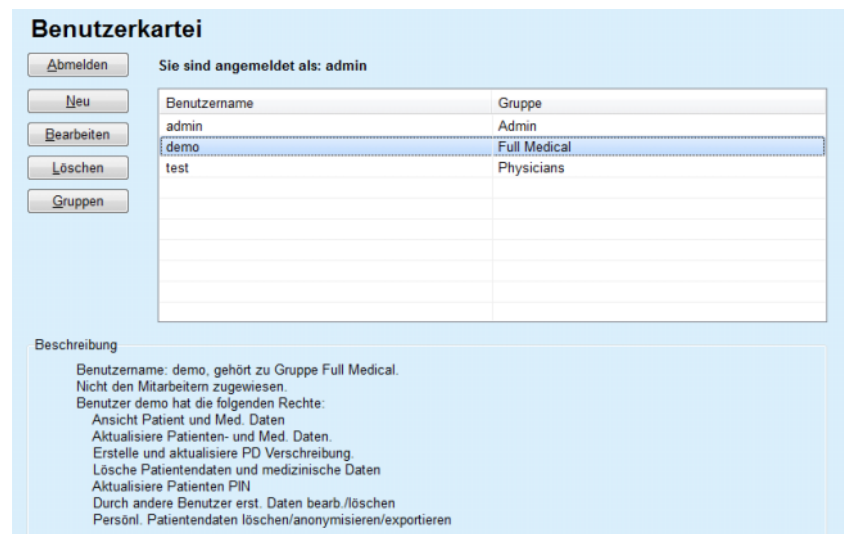 Benutzerkartei
Abmelden Sie sind angemeldet als: admin
Neu
Bearbeiten
Löschen
Gruppen
Benutzername Gruppe
admin Admin
demo Full Medical
test Physicians
Beschreibung
Benutzername: demo, gehört zu Gruppe Full Medical.
Nicht den Mitarbeitern zugewiesen.
Benutzer demo hat die folgenden Rechte:
Ansicht Patient und Med. Daten
Aktualisiere Patienten- und Med. Daten.
Erstelle und aktualisiere PD Verschreibung.
Lösche Patientendaten und medizinische Daten
Aktualisiere Patienten PIN
Durch andere Benutzer erst. Daten bearb./löschen
Persönl. Patientendaten löschen/anonymisieren/exportieren